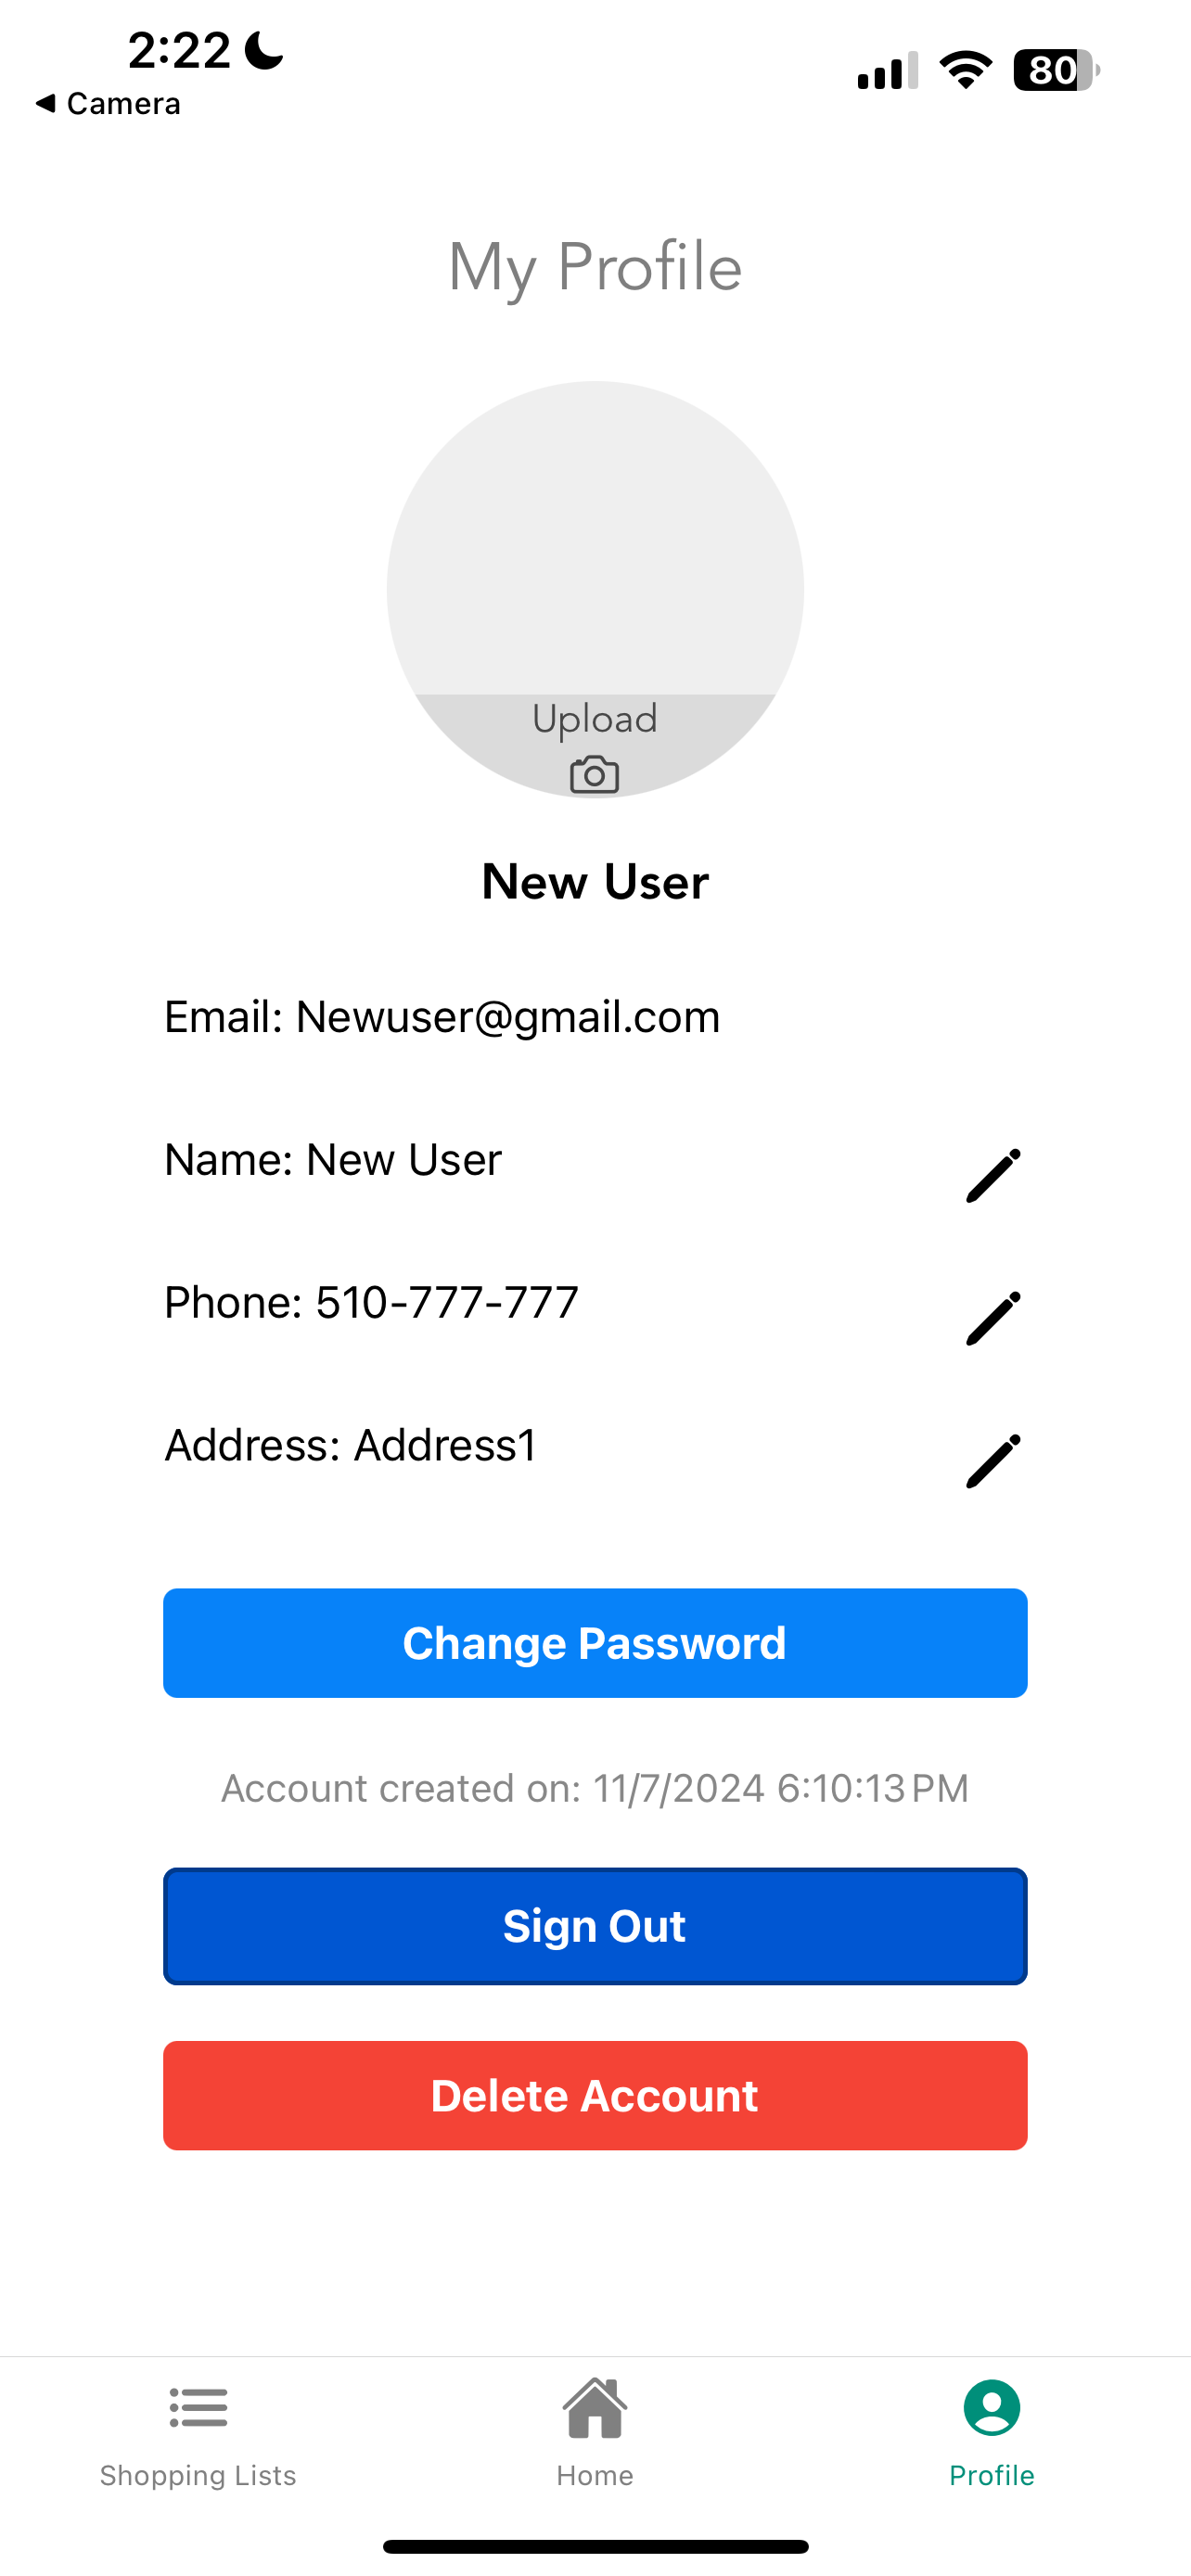 2:22
80
Camera
My Profile
Upload
New User
Email: Newuser@gmail.com
Name: New User
Phone: 510-777-777
Address: Address1
Change Password
Account created on: 11/7/2024 6:10:13 PM
Sign Out
Delete Account
Shopping Lists
Home
Profile